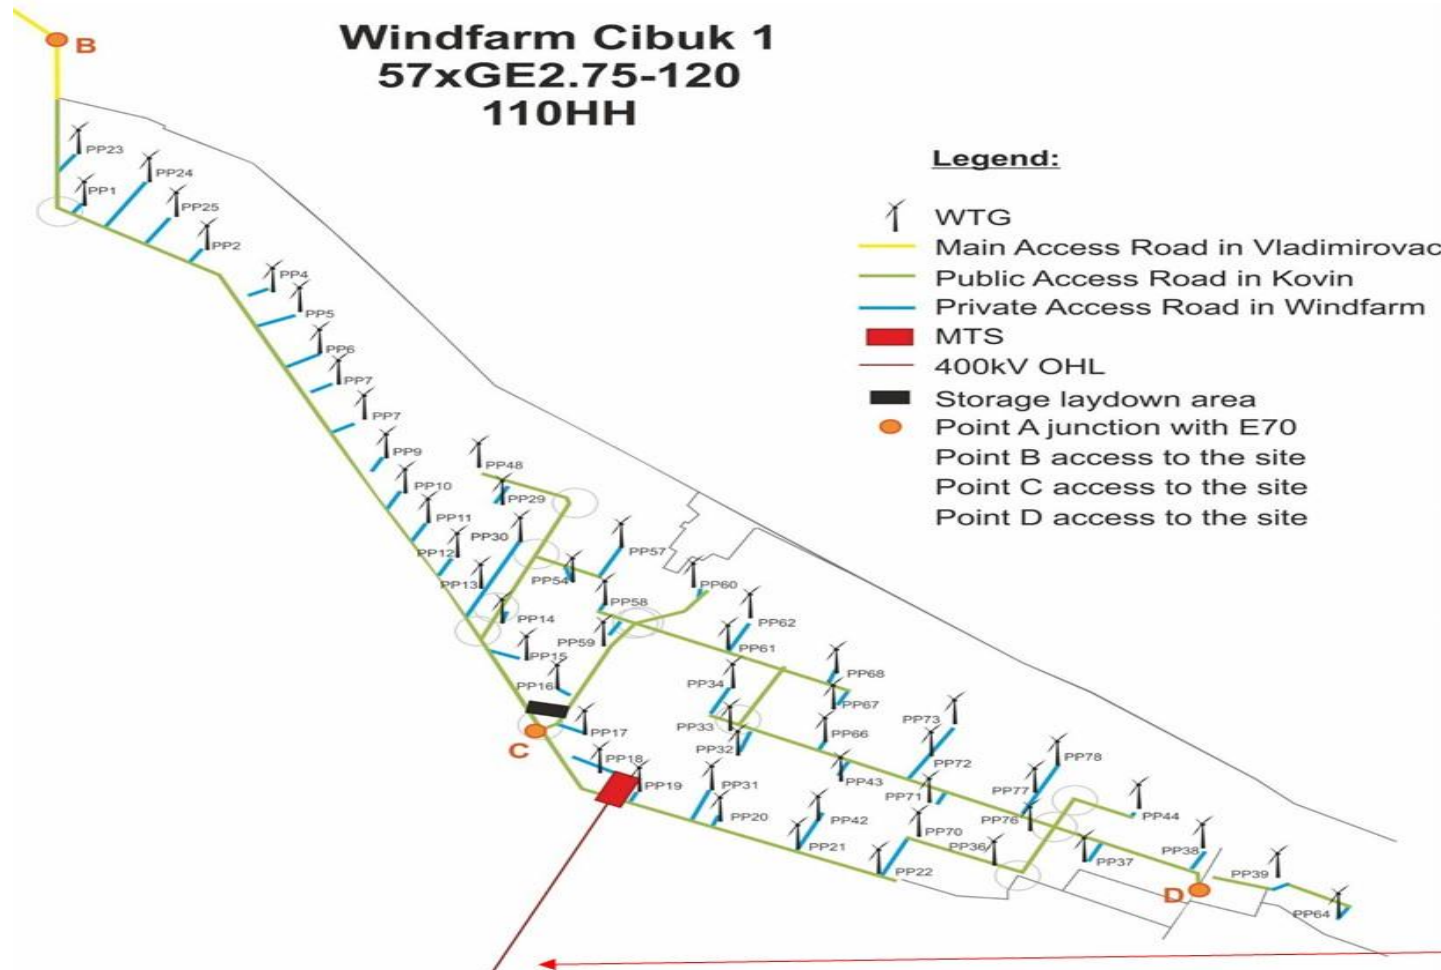 Windfarm Cibuk 1
57xGE2.75-120
110HH
B
Legend:
WTG
Main Access Road in Vladimirovac
Public Access Road in Kovin
Private Access Road in Windfarm
MTS
400kV OHL
Storage laydown area
Point A junction with E70
Point B access to the site
Point C access to the site
Point D access to the site
PP23
PP24
PP1
PP25
PP2
PP4
PP5
PP6
PP7
PP7
PP9
PP48
PP10
PP29
PP11
PP30
PP12
PP57
PP54
PP13
PP60
PP58
PP14
PP62
PP59
PP61
PP15
PP68
PP16
PP34
PP67
PP73
PP33
PP17
PP66
C
PP32
PP18
PP72
PP78
PP43
PP19
PP31
PP77
PP71
PP44
PP20
PP42
PP76
PP70
PP21
PP36
PP38
PP37
PP22
PP39
D
PP64